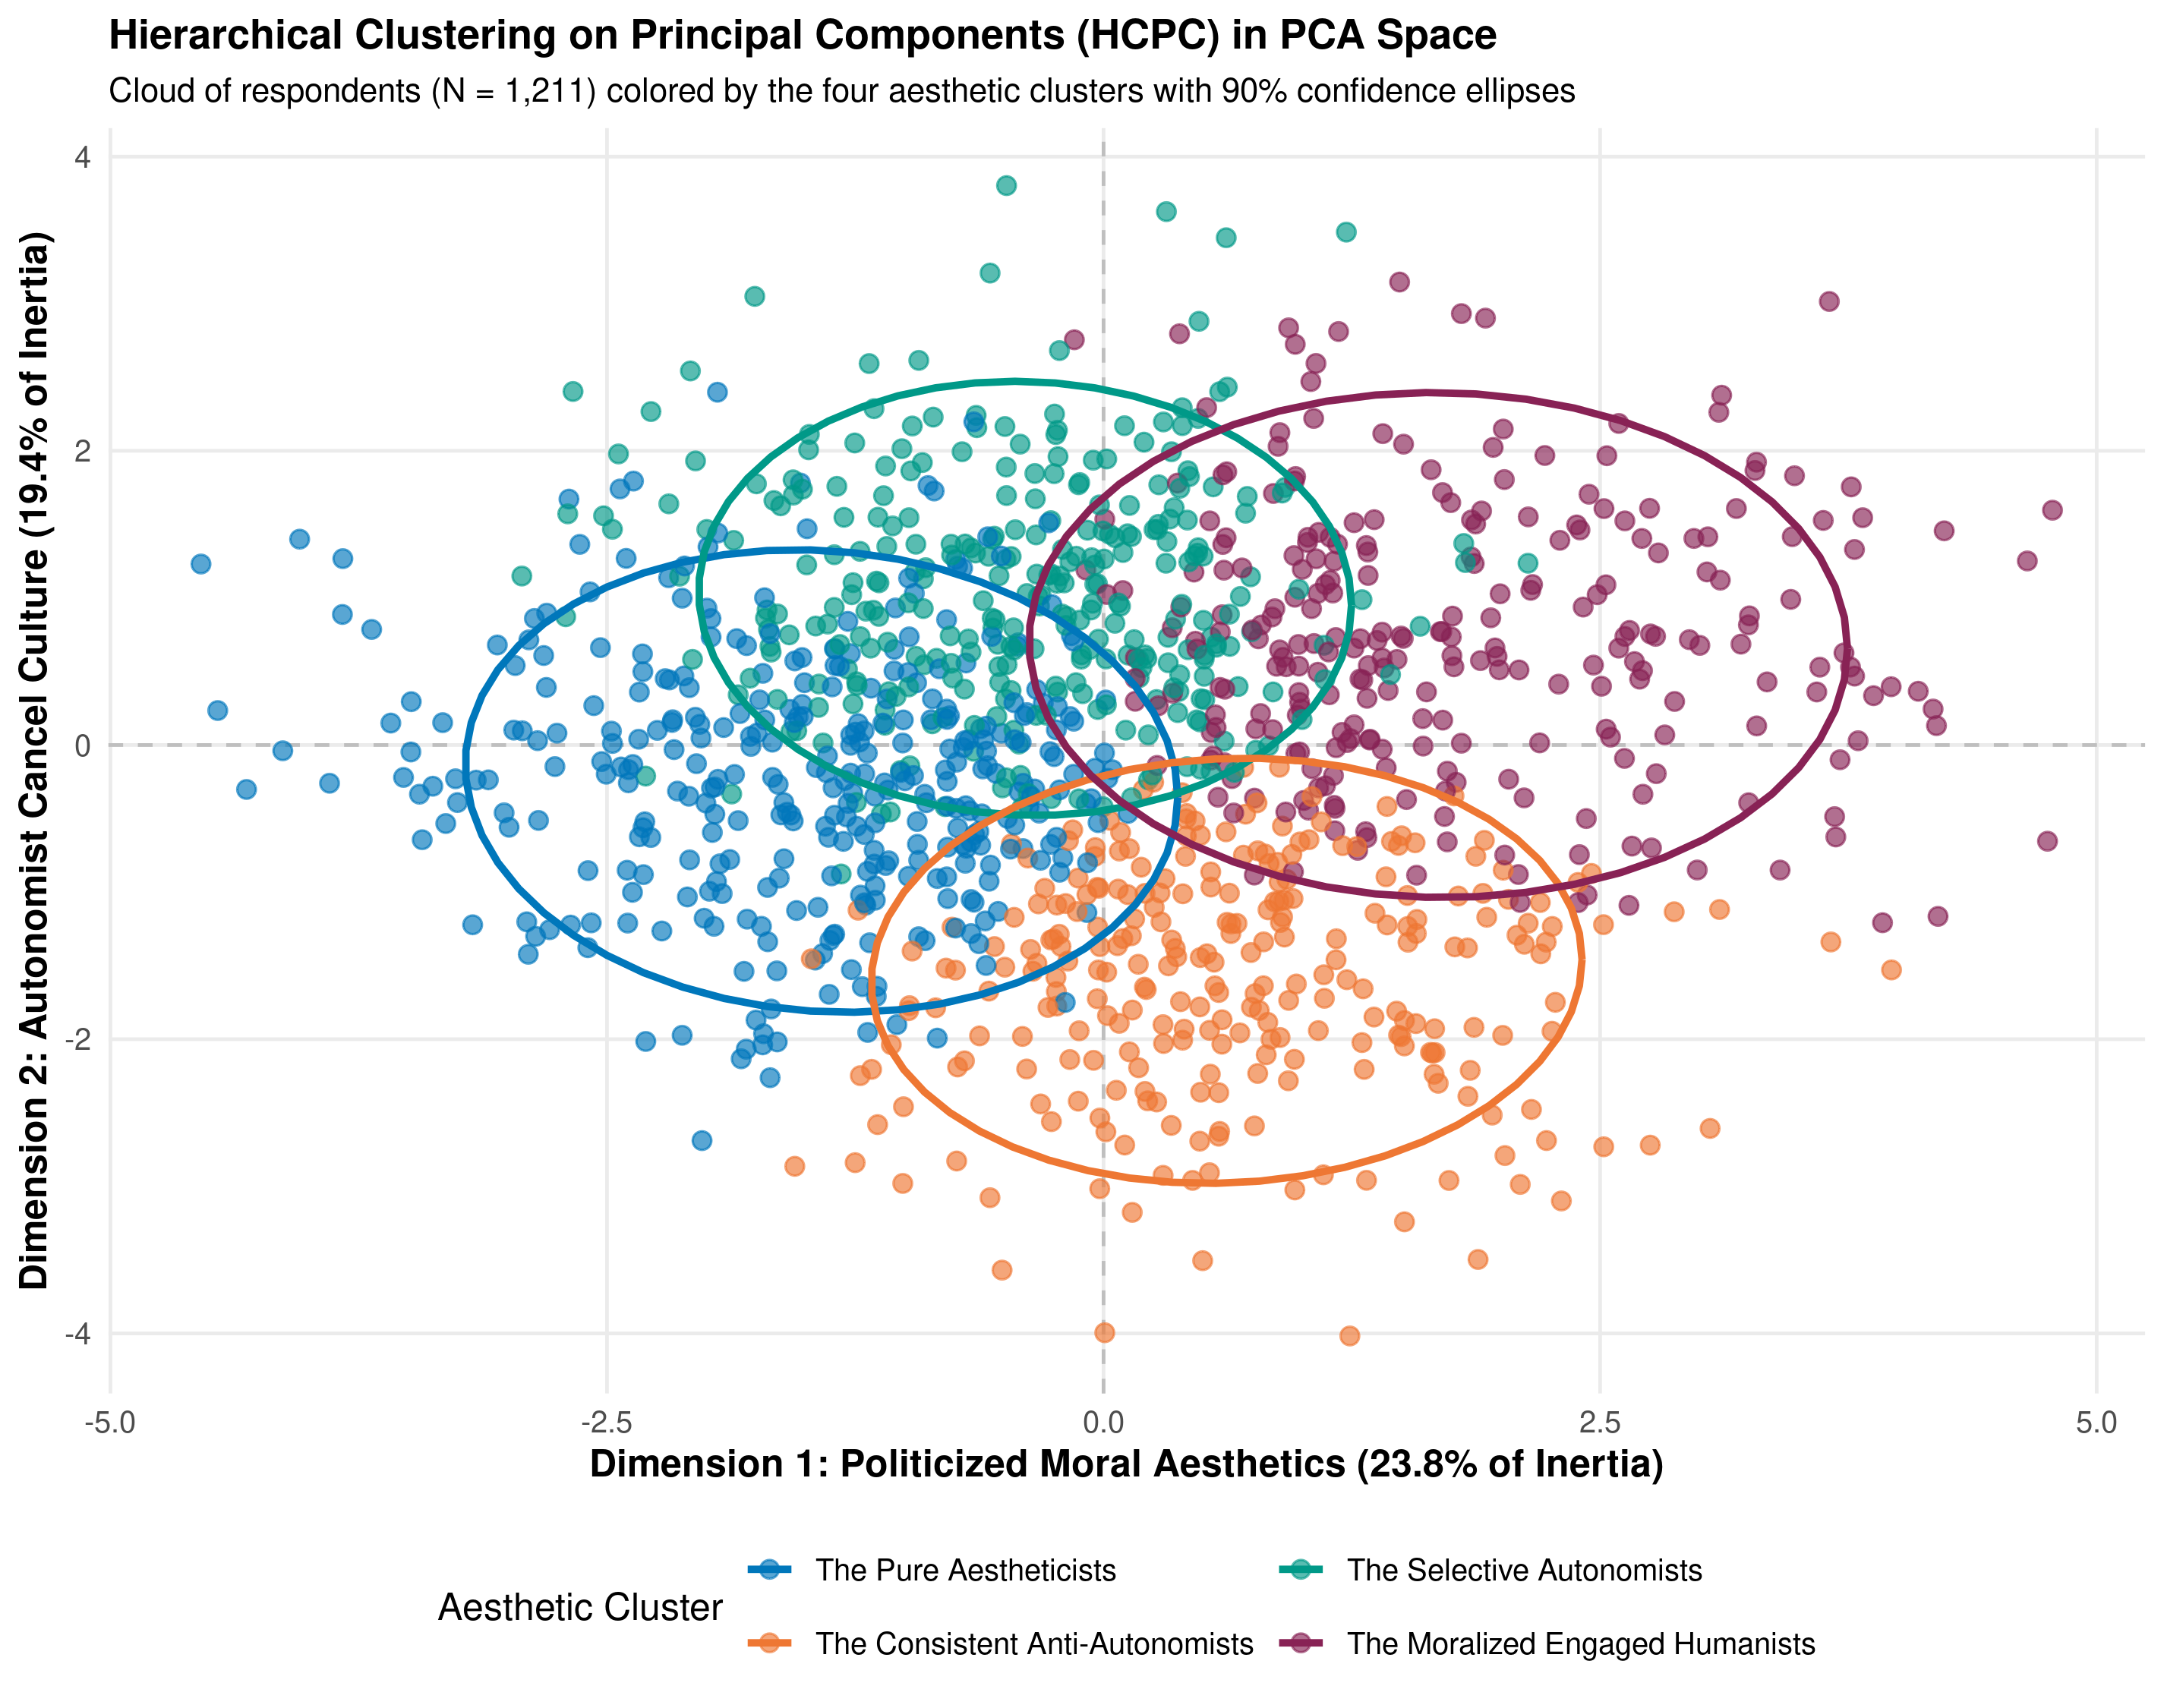 Hierarchical Clustering on Principal Components (HCPC) in PCA Space
Cloud of respondents (N = 1,211) colored by the four aesthetic clusters with 90% confidence ellipses
Dimension 2: Autonomist Cancel Culture (19.4% of Inertia)
4
2
0
-2
-4
-5.0
-2.5
0.0
2.5
5.0
Dimension 1: Politicized Moral Aesthetics (23.8% of Inertia)
Aesthetic Cluster
The Pure Aestheticists
The Selective Autonomists
The Consistent Anti-Autonomists
The Moralized Engaged Humanists